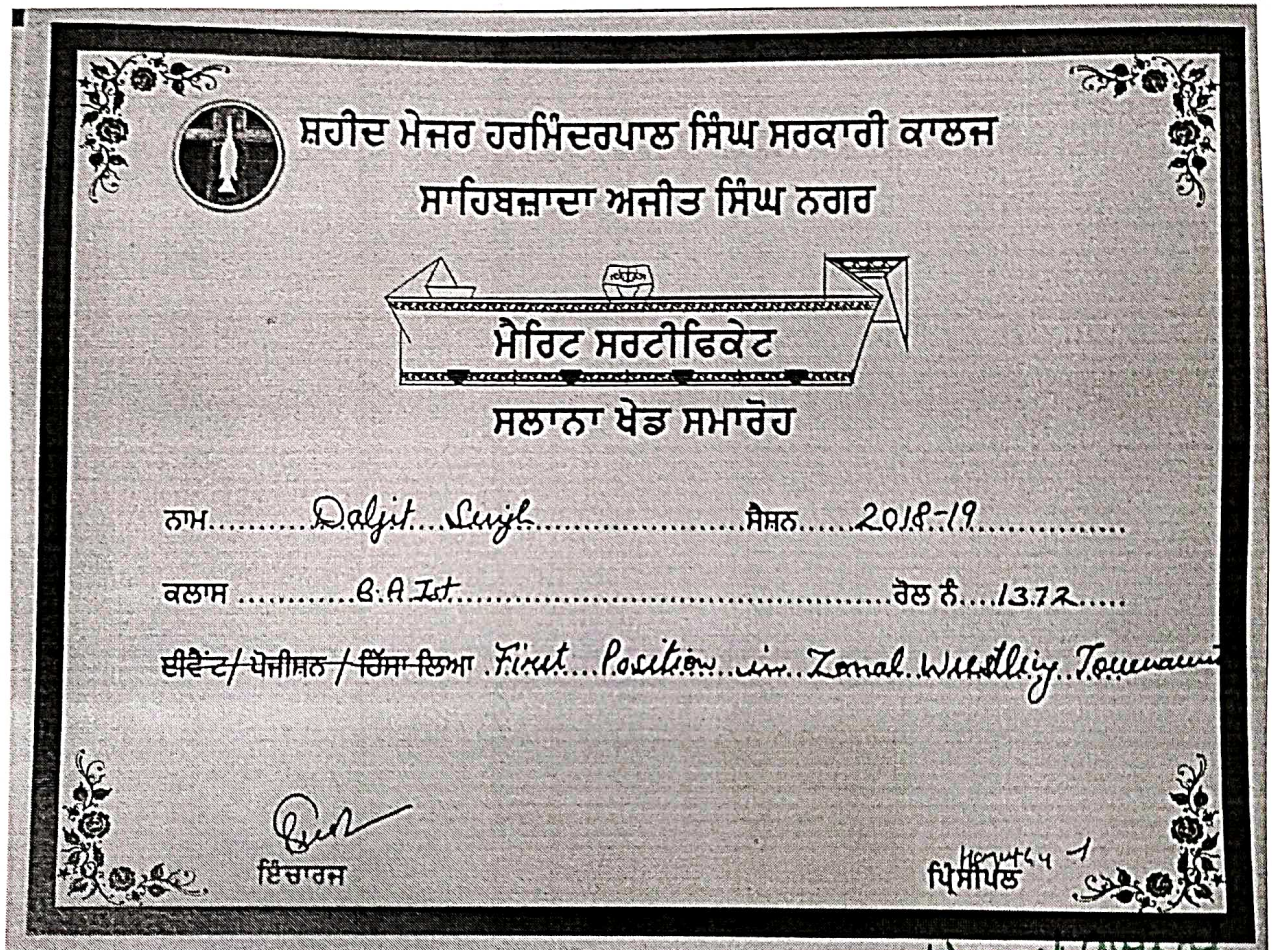 ਸ਼ਹੀਦ ਮੇਜਰ ਹਰਮਿੰਦਰਪਾਲ ਸਿੰਘ ਸਰਕਾਰੀ ਕਾਲਜ
ਸਾਹਿਬਜ਼ਾਦਾ ਅਜੀਤ ਸਿੰਘ ਨਗਰ
ਮੈਰਿਟ ਸਰਟੀਫਿਕੇਟ
ਸਲਾਨਾ ਖੇਡ ਸਮਾਰੋਹ
ਨਾਮ.......... Daljit Singh .......... ਸੈਸ਼ਨ..... 2018-19 ..........
ਕਲਾਸ .......... B.A Ist .......... ਰੋਲ ਨੰ.... 1372 .....
ਈਵੈਂਟ/ ਪੋਜੀਸ਼ਨ / ਹਿੱਸਾ ਲਿਆ First Position in Zonal Wrestling Tournament
ਇੰਚਾਰਜ
ਪ੍ਰਿੰਸੀਪਲ